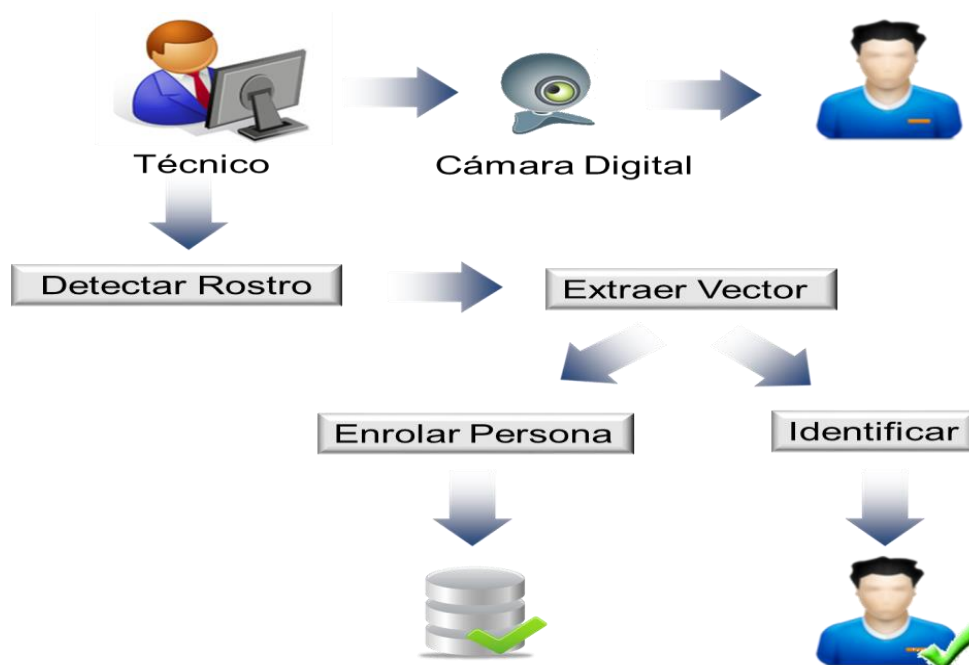 Técnico
Cámara Digital
Detectar Rostro
Extraer Vector
Enrolar Persona
Identificar